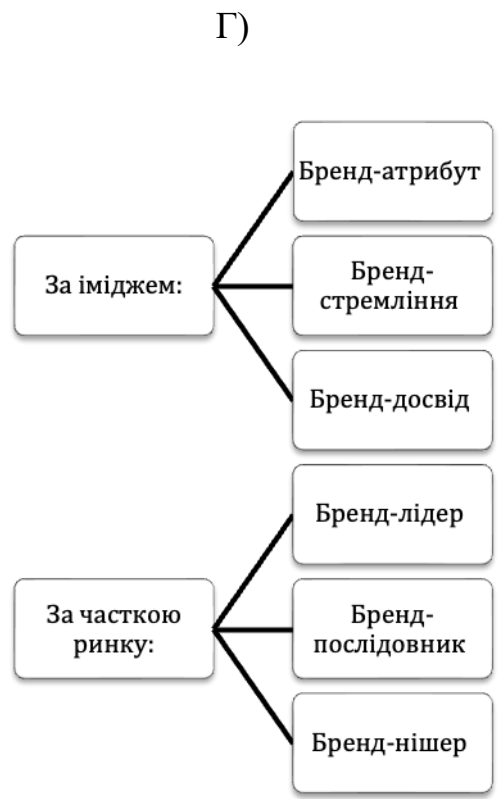 Г)
Бренд-атрибут
За іміджем:
Бренд-
стремління
Бренд-досвід
Бренд-лідер
За часткою
ринку:
Бренд-
послідовник
Бренд-нішер